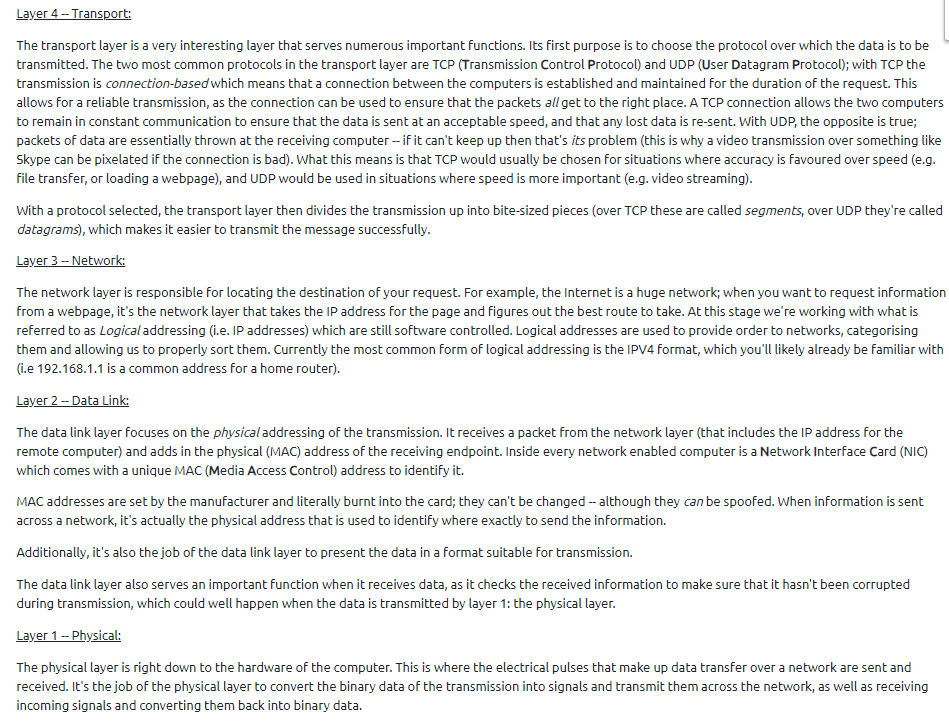 Layer 4 -- Transport:
The transport layer is a very interesting layer that serves numerous important functions. Its first purpose is to choose the protocol over which the data is to be
transmitted. The two most common protocols in the transport layer are TCP (Transmission Control Protocol) and UDP (User Datagram Protocol); with TCP the
transmission is connection-based which means that a connection between the computers is established and maintained for the duration of the request. This
allows for a reliable transmission, as the connection can be used to ensure that the packets all get to the right place. A TCP connection allows the two computers
to remain in constant communication to ensure that the data is sent at an acceptable speed, and that any lost data is re-sent. With UDP, the opposite is true;
packets of data are essentially thrown at the receiving computer -- if it can't keep up then that's its problem (this is why a video transmission over something like
Skype can be pixelated if the connection is bad). What this means is that TCP would usually be chosen for situations where accuracy is favoured over speed (e.g.
file transfer, or loading a webpage), and UDP would be used in situations where speed is more important (e.g. video streaming).
With a protocol selected, the transport layer then divides the transmission up into bite-sized pieces (over TCP these are called segments, over UDP they're called
datagrams), which makes it easier to transmit the message successfully.
Layer 3 -- Network:
The network layer is responsible for locating the destination of your request. For example, the Internet is a huge network; when you want to request information
from a webpage, it's the network layer that takes the IP address for the page and figures out the best route to take. At this stage we're working with what is
referred to as Logical addressing (i.e. IP addresses) which are still software controlled. Logical addresses are used to provide order to networks, categorising
them and allowing us to properly sort them. Currently the most common form of logical addressing is the IPV4 format, which you'll likely already be familiar with
(i.e 192.168.1.1 is a common address for a home router).
Layer 2 -- Data Link:
The data link layer focuses on the physical addressing of the transmission. It receives a packet from the network layer (that includes the IP address for the
remote computer) and adds in the physical (MAC) address of the receiving endpoint. Inside every network enabled computer is a Network Interface Card (NIC)
which comes with a unique MAC (Media Access Control) address to identify it.
MAC addresses are set by the manufacturer and literally burnt into the card; they can't be changed -- although they can be spoofed. When information is sent
across a network, it's actually the physical address that is used to identify where exactly to send the information.
Additionally, it's also the job of the data link layer to present the data in a format suitable for transmission.
The data link layer also serves an important function when it receives data, as it checks the received information to make sure that it hasn't been corrupted
during transmission, which could well happen when the data is transmitted by layer 1: the physical layer.
Layer 1 -- Physical:
The physical layer is right down to the hardware of the computer. This is where the electrical pulses that make up data transfer over a network are sent and
received. It's the job of the physical layer to convert the binary data of the transmission into signals and transmit them across the network, as well as receiving
incoming signals and converting them back into binary data.